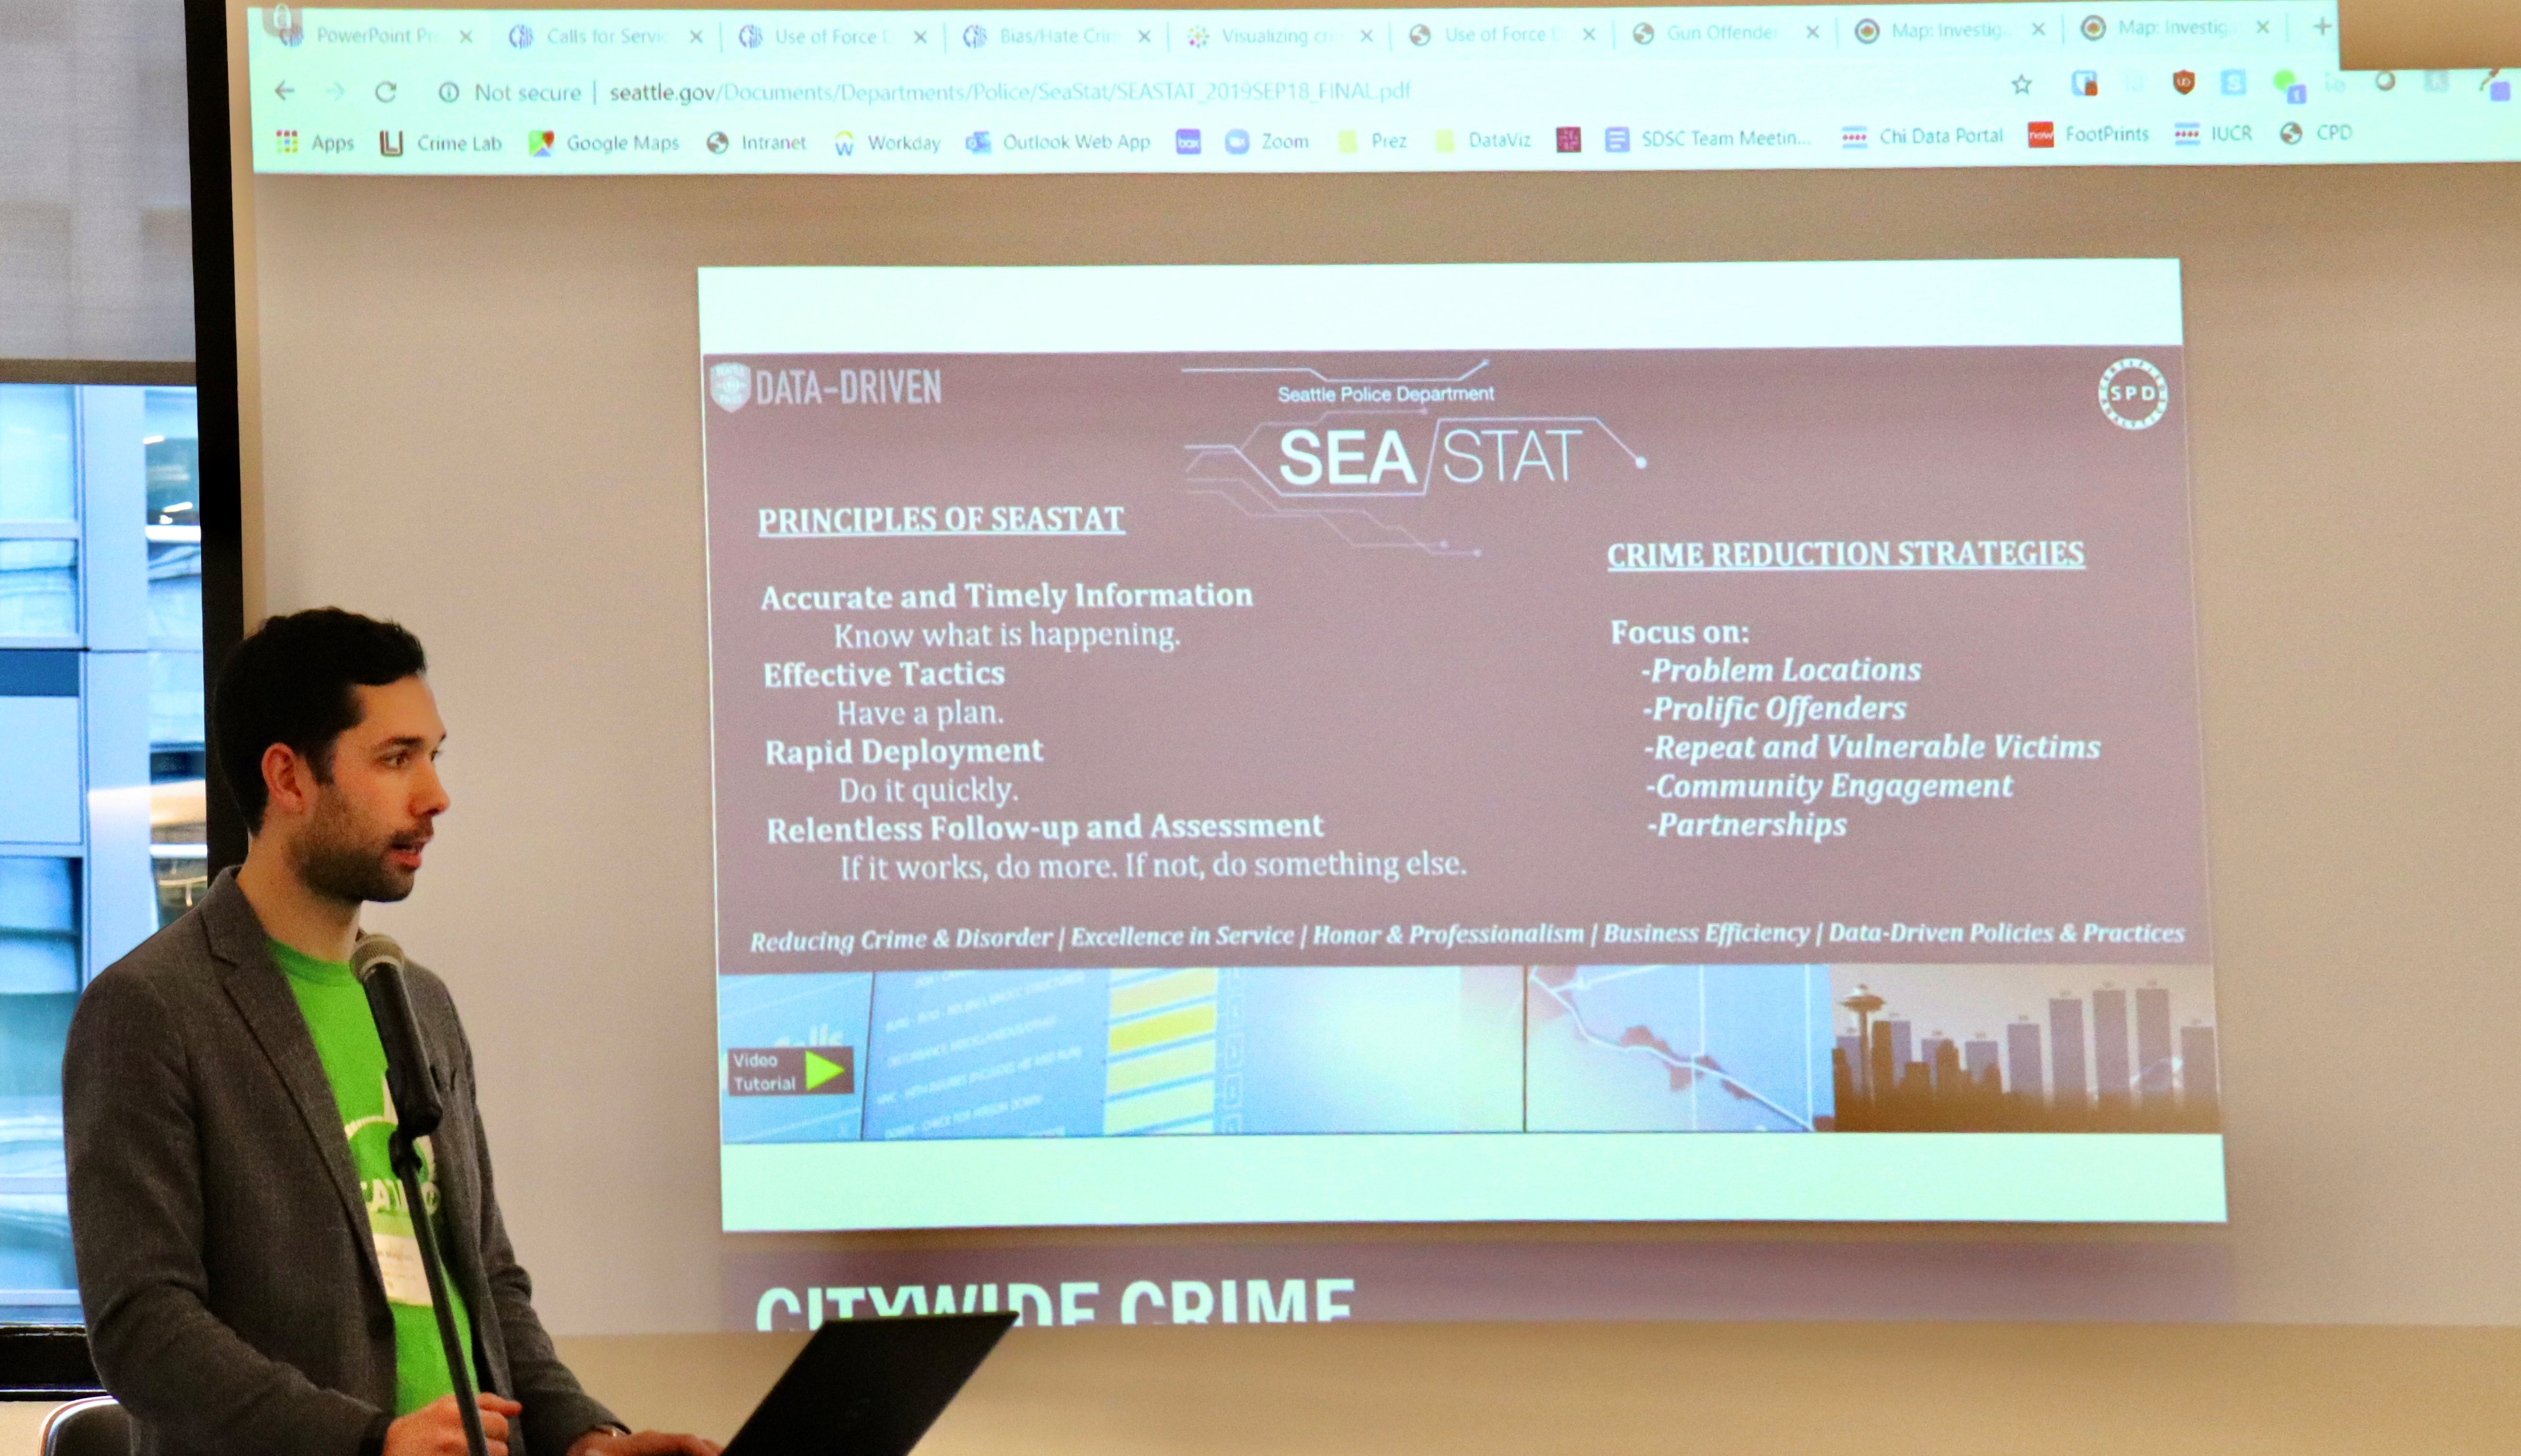 PowerPoint Pr
Calls for Servic
Use of Force D
Bias/Hate Crim
Visualizing cri
Use of Force D
Gun Offender
Map: Investig
Map: Investig
Not secure | seattle.gov/Documents/Departments/Police/SeaStat/SEASTAT_2019SEP18_FINAL.pdf
Apps
Crime Lab
Google Maps
Intranet
Workday
Outlook Web App
box
Zoom
Prez
DataViz
SDSC Team Meetin...
Chi Data Portal
now
FootPrints
IUCR
CPD
DATA-DRIVEN
Seattle Police Department
SEA/STAT
SPD
PRINCIPLES OF SEASTAT
Accurate and Timely Information
Know what is happening.
Effective Tactics
Have a plan.
Rapid Deployment
Do it quickly.
Relentless Follow-up and Assessment
If it works, do more. If not, do something else.
CRIME REDUCTION STRATEGIES
Focus on:
-Problem Locations
-Prolific Offenders
-Repeat and Vulnerable Victims
-Community Engagement
-Partnerships
Reducing Crime & Disorder | Excellence in Service | Honor & Professionalism | Business Efficiency | Data-Driven Policies & Practices
Video
Tutorial
CITYWIDE CRIME